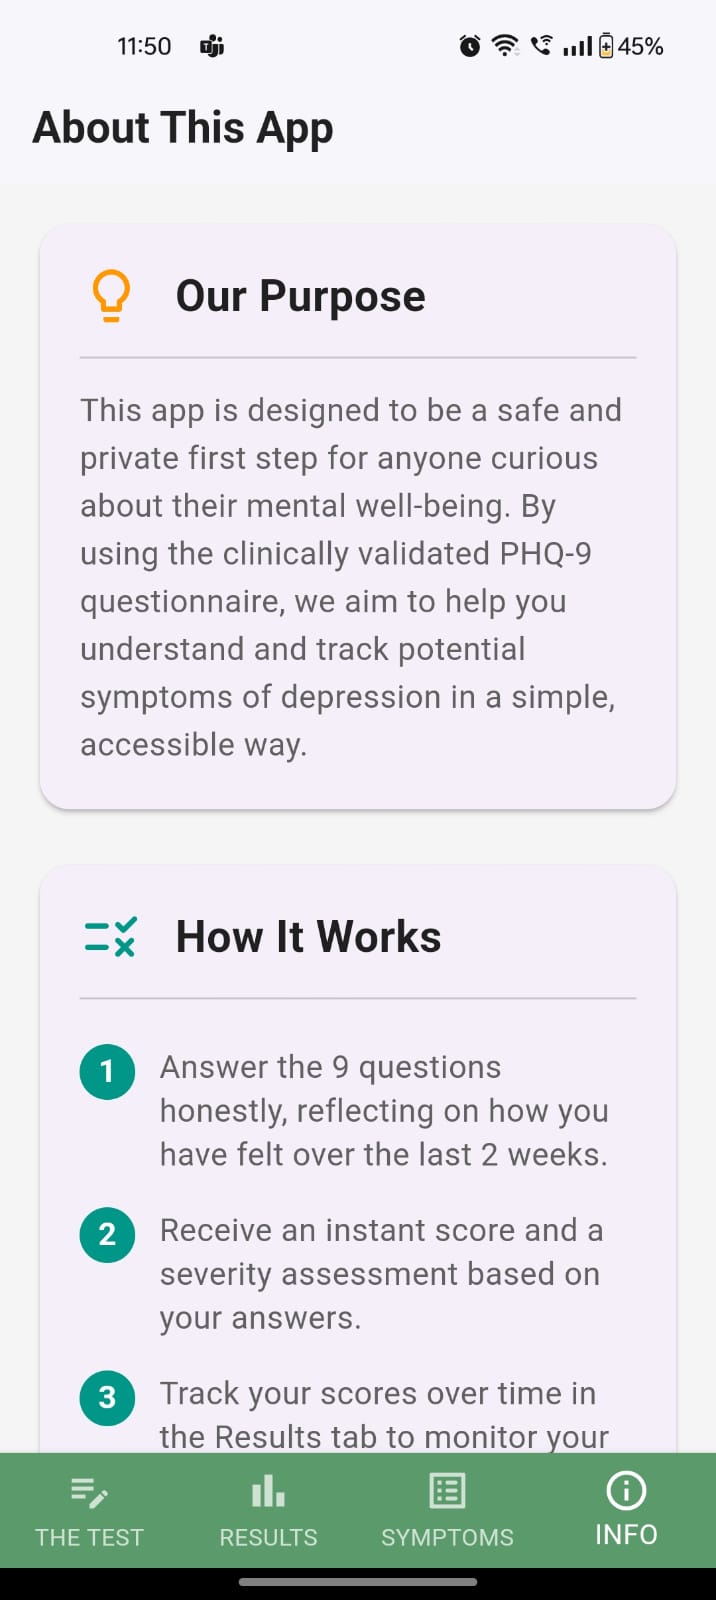 11:50
45%
About This App
Our Purpose
This app is designed to be a safe and
private first step for anyone curious
about their mental well-being. By
using the clinically validated PHQ-9
questionnaire, we aim to help you
understand and track potential
symptoms of depression in a simple,
accessible way.
How It Works
1 Answer the 9 questions
honestly, reflecting on how you
have felt over the last 2 weeks.
2 Receive an instant score and a
severity assessment based on
your answers.
3 Track your scores over time in
the Results tab to monitor your
THE TEST
RESULTS
SYMPTOMS
INFO